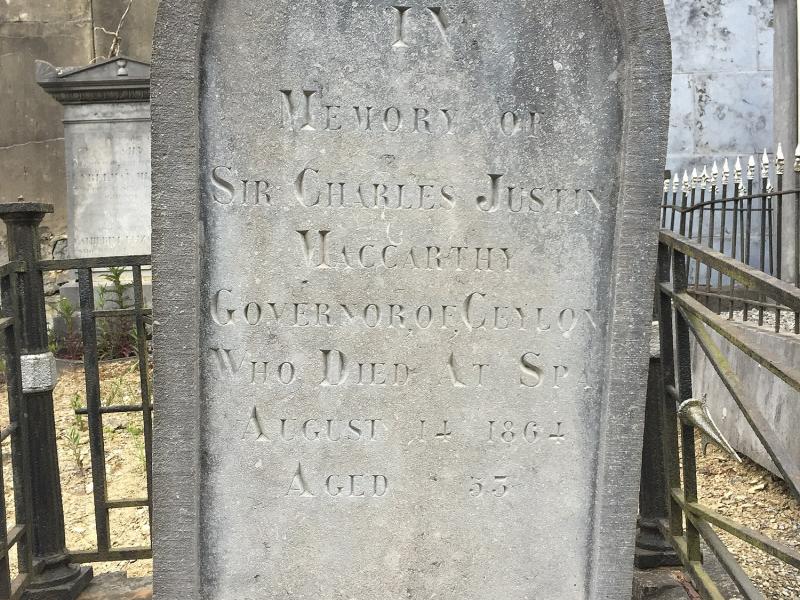 IN
MEMORY OF
SIR CHARLES JUSTIN
MACCARTHY
GOVERNOR OF CEYLON
WHO DIED AT SPA
AUGUST 14 1864
AGED 53